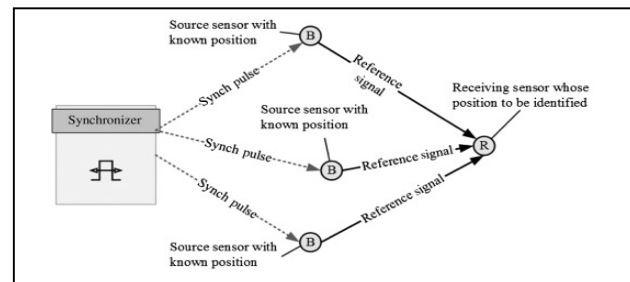 Source sensor with
known position
B
Reference
signal
Synch pulse
Receiving sensor whose
position to be identified
Synchronizer
Source sensor with
known position
Synch pulse
B
Reference signal
R
Synch pulse
Reference signal
B
Source sensor with
known position